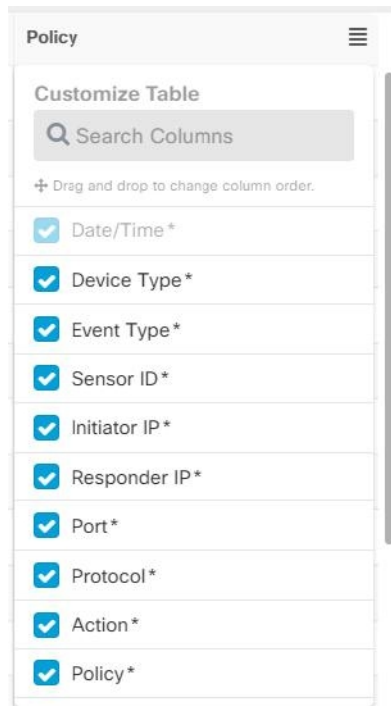 Policy
Customize Table
Search Columns
Drag and drop to change column order.
Date/Time*
Device Type*
Event Type*
Sensor ID*
Initiator IP*
Responder IP*
Port*
Protocol*
Action*
Policy*